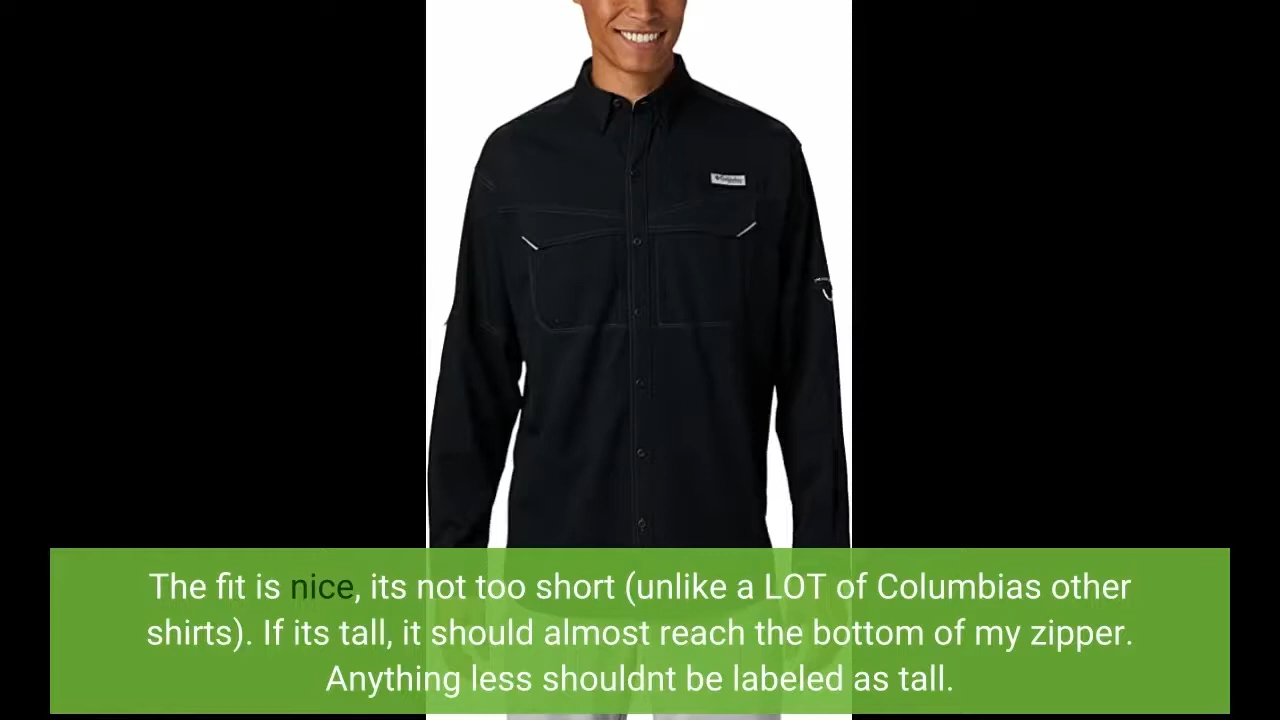 Columbia
The fit is nice, its not too short (unlike a LOT of Columbias other
shirts). If its tall, it should almost reach the bottom of my zipper.
Anything less shouldnt be labeled as tall.